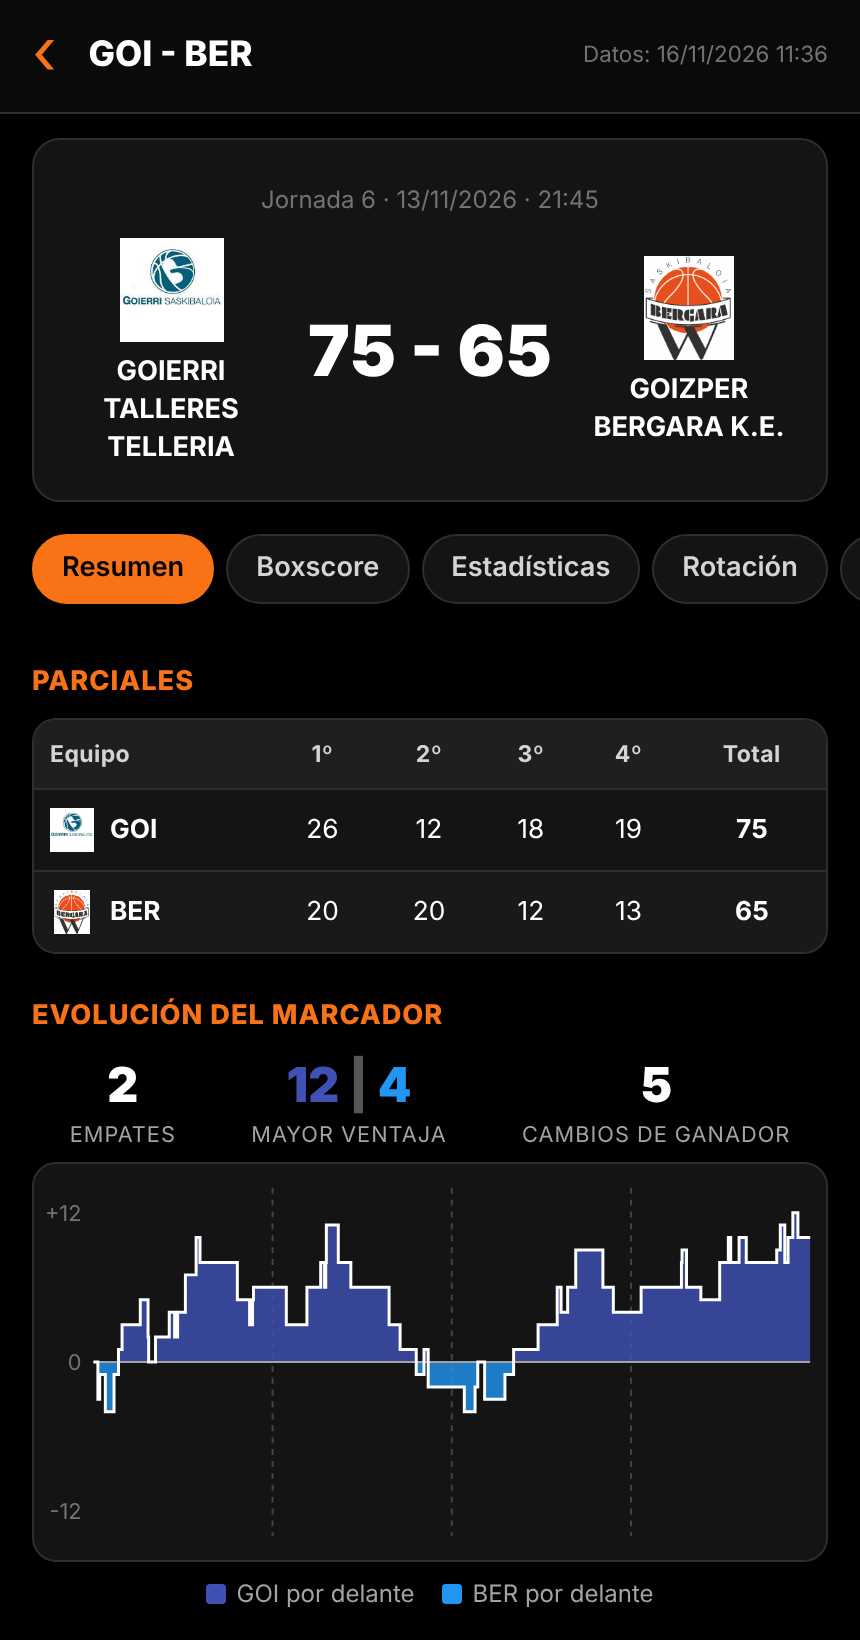 GOI - BER
Datos: 16/11/2026 11:36
Jornada 6 · 13/11/2026 · 21:45
GOIERRI SASKIBALOIA
SASKIBALOIA
BERGARA
GOIERRI
TALLERES
TELLERIA
75 - 65
GOIZPER
BERGARA K.E.
Resumen
Boxscore
Estadísticas
Rotación
PARCIALES
Equipo 1º 2º 3º 4º Total
GOI 26 12 18 19 75
BER 20 20 12 13 65
EVOLUCIÓN DEL MARCADOR
2
EMPATES
12 | 4
MAYOR VENTAJA
5
CAMBIOS DE GANADOR
+12
0
-12
GOI por delante
BER por delante